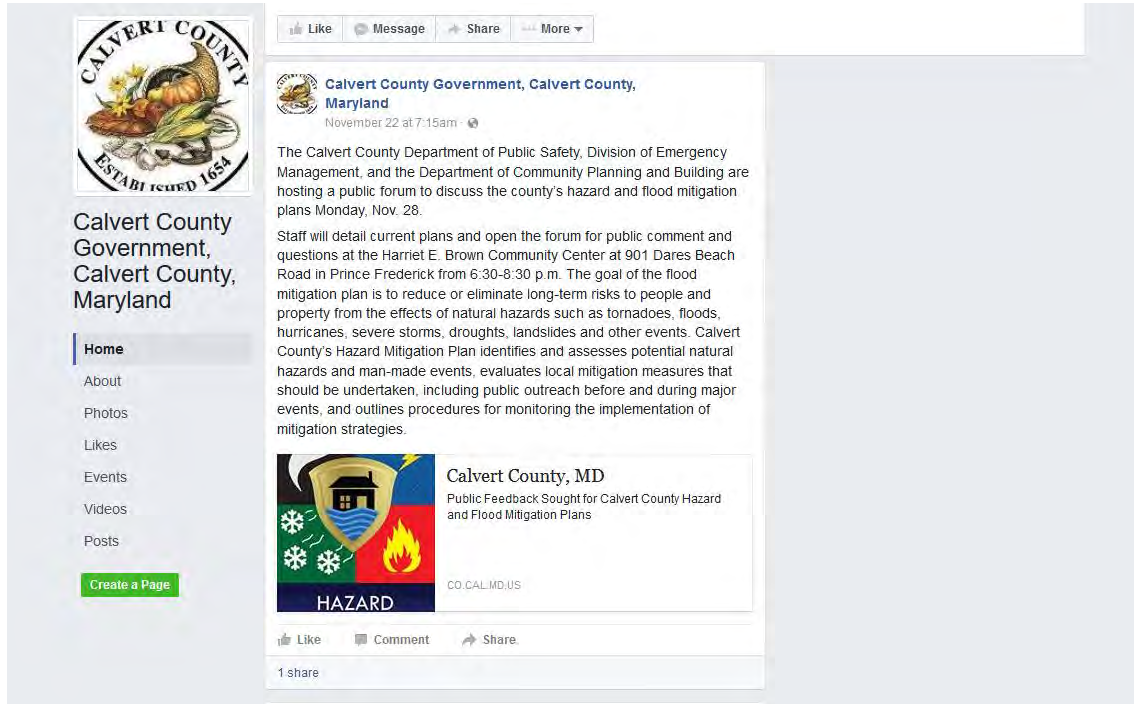 CALVERT COUNTY
ESTABLISHED 1654
Calvert County
Government,
Calvert County,
Maryland
Home
About
Photos
Likes
Events
Videos
Posts
Create a Page
Like
Message
Share
More
Calvert County Government, Calvert County,
Maryland
November 22 at 7:15am ·
The Calvert County Department of Public Safety, Division of Emergency
Management, and the Department of Community Planning and Building are
hosting a public forum to discuss the county’s hazard and flood mitigation
plans Monday, Nov. 28.
Staff will detail current plans and open the forum for public comment and
questions at the Harriet E. Brown Community Center at 901 Dares Beach
Road in Prince Frederick from 6:30-8:30 p.m. The goal of the flood
mitigation plan is to reduce or eliminate long-term risks to people and
property from the effects of natural hazards such as tornadoes, floods,
hurricanes, severe storms, droughts, landslides and other events. Calvert
County’s Hazard Mitigation Plan identifies and assesses potential natural
hazards and man-made events, evaluates local mitigation measures that
should be undertaken, including public outreach before and during major
events, and outlines procedures for monitoring the implementation of
mitigation strategies.
HAZARD
Calvert County, MD
Public Feedback Sought for Calvert County Hazard
and Flood Mitigation Plans
CO.CAL.MD.US
Like
Comment
Share
1 share